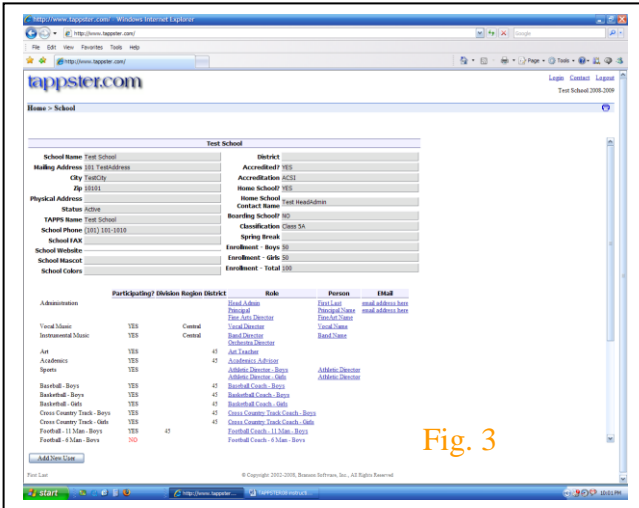 http://www.tappster.com/ - Windows Internet Explorer
http://www.tappster.com/
Google
File Edit View Favorites Tools Help
http://www.tappster.com/
Page Tools
tappster.com
Login Contact Logout
Test School 2008-2009
Home > School
Test School
School Name Test School District
Mailing Address 101 TestAddress Accredited? YES
City TestCity Accreditation ACSI
Zip 10101 Home School? YES
Physical Address Home School Contact Name Test HeadAdmin
Status Active Boarding School? NO
TAPPS Name Test School Classification Class 5A
School Phone (101) 101-1010 Spring Break
School FAX Enrollment - Boys 50
School Website Enrollment - Girls 50
School Mascot Enrollment - Total 100
School Colors
Participating? Division Region District Role Person EMail
Administration Head Admin First Last email address here
Principal Principal Name email address here
Fine Arts Director FineArt Name
Vocal Music YES Central Vocal Director Vocal Name
Instrumental Music YES Central Band Director Band Name
Orchestra Director
Art YES 45 Art Teacher
Academics YES 45 Academics Advisor
Sports YES Athletic Director - Boys Athletic Director
Athletic Director - Girls Athletic Director
Baseball - Boys YES 45 Baseball Coach - Boys
Basketball - Boys YES 45 Basketball Coach - Boys
Basketball - Girls YES 45 Basketball Coach - Girls
Cross Country Track - Boys YES 45 Cross Country Track Coach - Boys
Cross Country Track - Girls YES 45 Cross Country Track Coach - Girls
Football - 11 Man - Boys YES 45 Football Coach - 11 Man - Boys
Football - 6 Man - Boys NO Football Coach - 6 Man - Boys
Fig. 3
Add New User
First Last
© Copyright 2002-2008, Software, Inc., All Rights Reserved
start
http://www.tappster...
10:01 PM